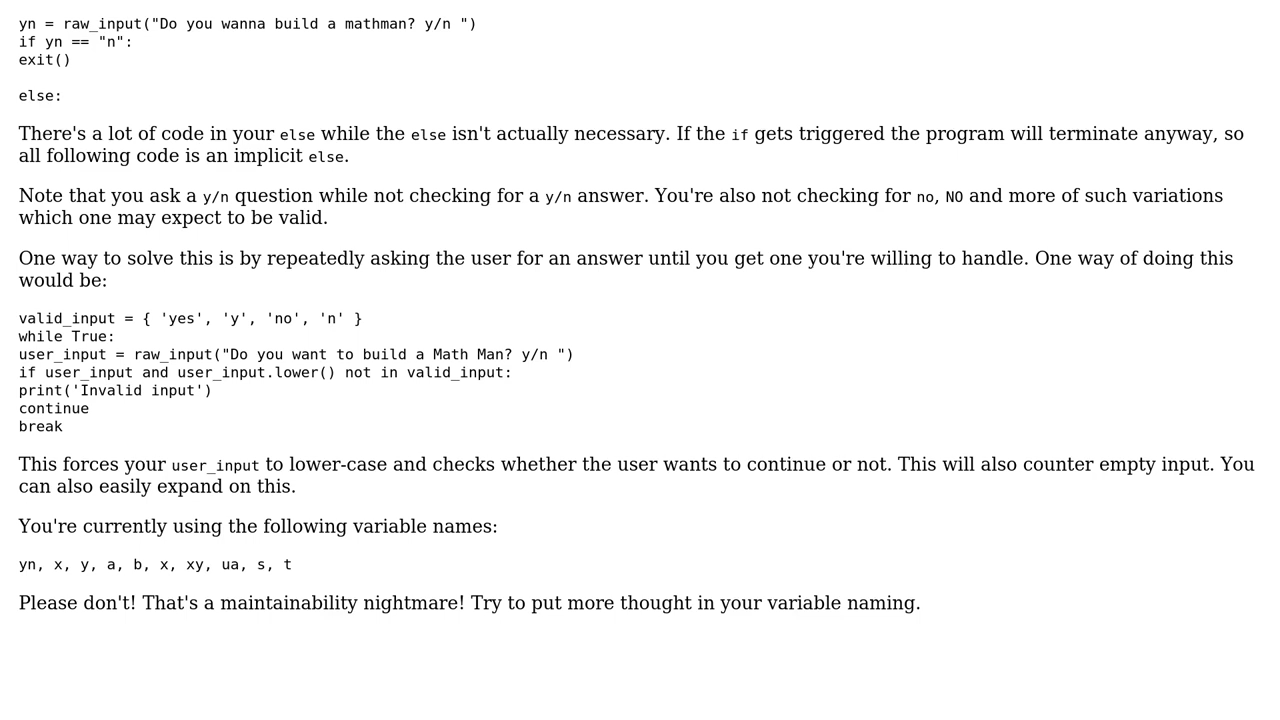 yn = raw_input("Do you wanna build a mathman? y/n ")
if yn == "n":
exit()
else:
There's a lot of code in your else while the else isn't actually necessary. If the if gets triggered the program will terminate anyway, so
all following code is an implicit else.
Note that you ask a y/n question while not checking for a y/n answer. You're also not checking for no, NO and more of such variations
which one may expect to be valid.
One way to solve this is by repeatedly asking the user for an answer until you get one you're willing to handle. One way of doing this
would be:
valid_input = { 'yes', 'y', 'no', 'n' }
while True:
user_input = raw_input("Do you want to build a Math Man? y/n ")
if user_input and user_input.lower() not in valid_input:
print('Invalid input')
continue
break
This forces your user_input to lower-case and checks whether the user wants to continue or not. This will also counter empty input. You
can also easily expand on this.
You're currently using the following variable names:
yn, x, y, a, b, x, xy, ua, s, t
Please don't! That's a maintainability nightmare! Try to put more thought in your variable naming.